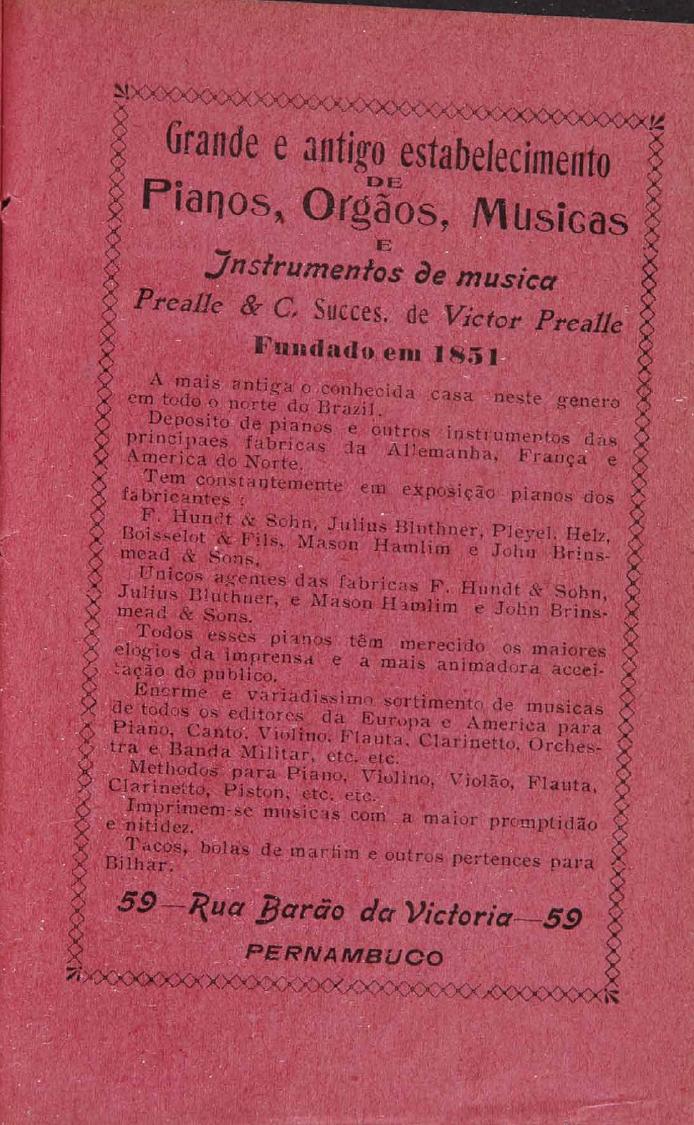 Grande e antigo estabelecimento
DE
Pianos, Orgãos, Musicas
E
Instrumentos de musica
Prealle & C. Succes. de Victor Prealle
Fundado em 1851
A mais antiga o conhecida casa neste genero
em todo o norte do Brazil.
Deposito de pianos e outros instrumentos das
principaes fabricas da Allemanha, França e
America do Norte.
Tem constantemente em exposição pianos dos
fabricantes :
F. Hundt & Sohn, Julius Bluthner, Pleyel, Helz,
Boisselot & Fils, Mason Hamlim e John Brins-
mead & Sons,
Unicos agentes das fabricas F. Hundt & Sohn,
Julius Bluthner, e Mason Hamlim e John Brins-
mead & Sons.
Todos esses pianos têm merecido os maiores
elogios da imprensa e a mais animadora accei-
tação do publico.
Enorme e variadissimo sortimento de musicas
de todos os editores da Europa e America para
Piano, Canto, Violino, Flauta, Clarinetto, Orches-
tra e Banda Militar, etc. etc.
Methodos para Piano, Violino, Violão, Flauta,
Clarinetto, Piston, etc. etc.
Imprimem-se musicas com a maior promptidão
e nitidez.
Tacos, bolas de marfim e outros pertences para
Bilhar.
59—Rua Barão da Victoria—59
PERNAMBUCO